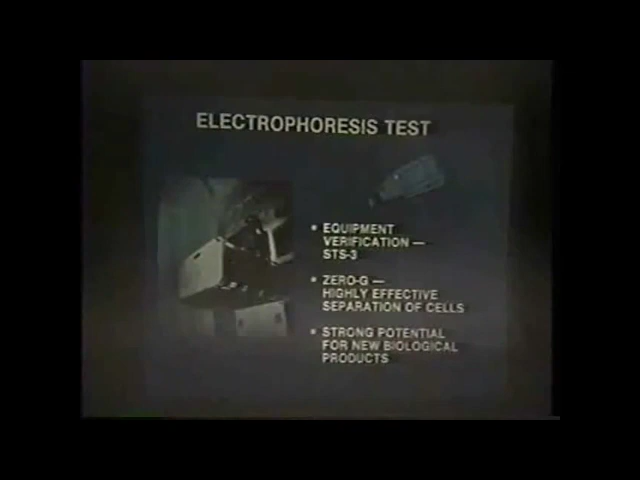 ELECTROPHORESIS TEST
• EQUIPMENT
VERIFICATION —
STS-3
• ZERO-G —
HIGHLY EFFECTIVE
SEPARATION OF CELLS
• STRONG POTENTIAL
FOR NEW BIOLOGICAL
PRODUCTS